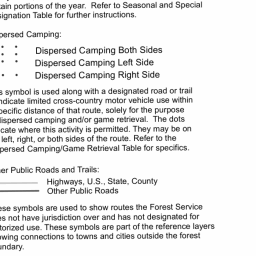 tain portions of the year. Refer to Seasonal and Special
signation Table for further instructions.
persed Camping:
Dispersed Camping Both Sides
Dispersed Camping Left Side
Dispersed Camping Right Side
s symbol is used along with a designated road or trail
ndicate limited cross-country motor vehicle use within
pecific distance of that route, solely for the purpose
dispersed camping and/or game retrieval. The dots
cate where this activity is permitted. They may be on
left, right, or both sides of the route. Refer to the
persed Camping/Game Retrieval Table for specifics.
er Public Roads and Trails:
Highways, U.S., State, County
Other Public Roads
ese symbols are used to show routes the Forest Service
es not have jurisdiction over and has not designated for
torized use. These symbols are part of the reference layers
owing connections to towns and cities outside the forest
undary.